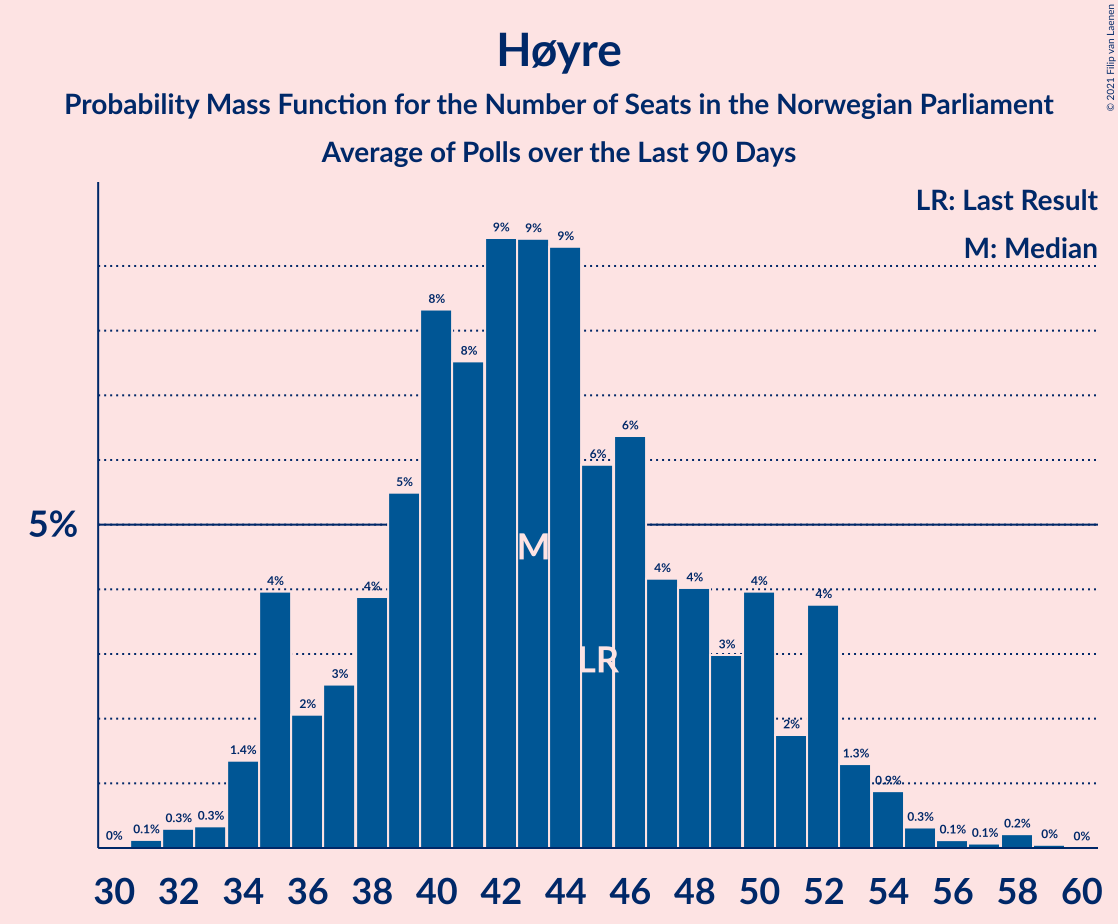 Høyre
Probability Mass Function for the Number of Seats in the Norwegian Parliament
Average of Polls over the Last 90 Days
© 2021 Filip van Laenen
LR: Last Result
M: Median
5%
0% 0.1% 0.3% 0.3% 1.4% 4% 2% 3% 4% 5% 8% 8% 9% 9% 9% 6% 6% 4% 4% 3% 4% 2% 4% 1.3% 0.9% 0.3% 0.1% 0.1% 0.2% 0% 0%
M
LR
30 32 34 36 38 40 42 44 46 48 50 52 54 56 58 60